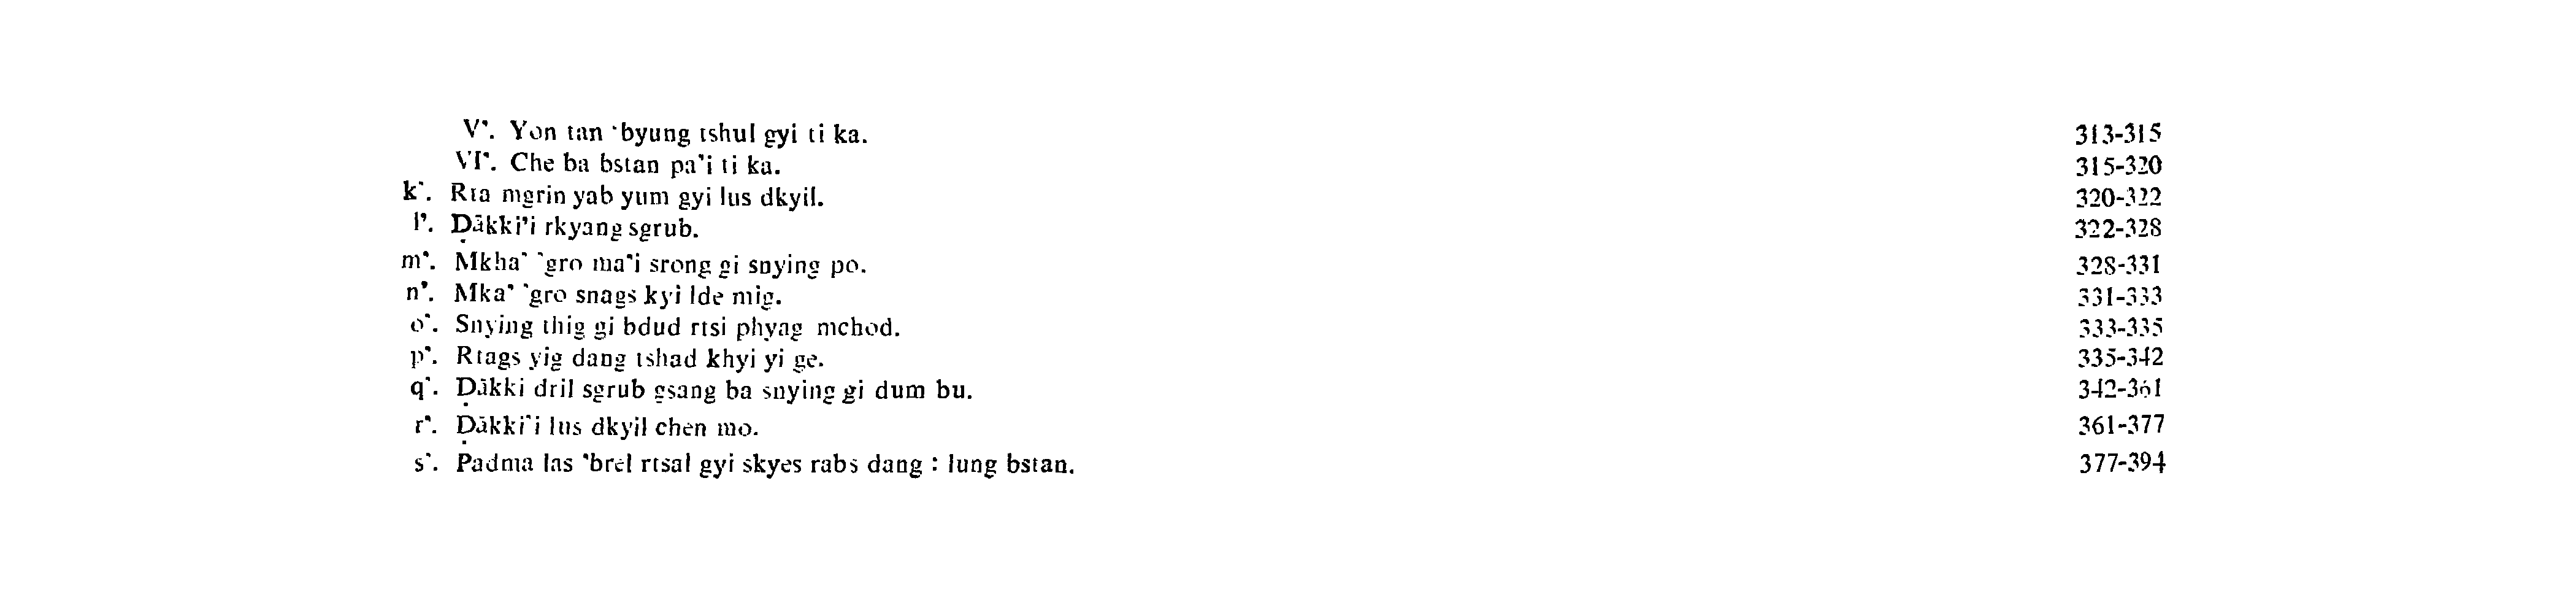 V'. Yon tan 'byung tshul gyi ti ka. 313-315
VI'. Che ba bstan pa'i ti ka. 315-320
k'. Rta mgrin yab yum gyi lus dkyil. 320-322
l'. Ḍākki'i rkyang sgrub. 322-328
m'. Mkha' 'gro ma'i srong gi snying po. 328-331
n'. Mka' 'gro snags kyi lde mig. 331-333
o'. Snying thig gi bdud rtsi phyag mchod. 333-335
p'. Rtags yig dang tshad khyi yi ge. 335-342
q'. Ḍākki dril sgrub gsang ba snying gi dum bu. 342-361
r'. Ḍākki'i lus dkyil chen mo. 361-377
s'. Padma las 'brel rtsal gyi skyes rabs dang : lung bstan. 377-394